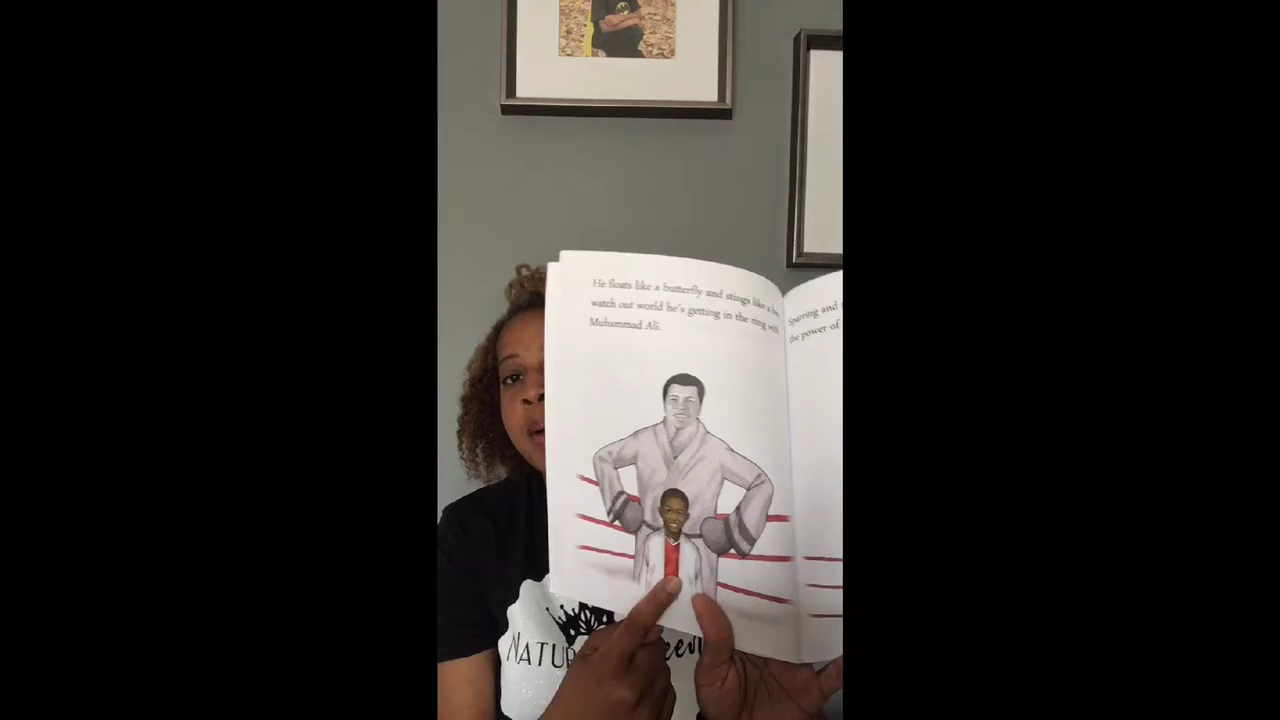 He floats like a butterfly and stings like a
watch out world he's getting in the ring with
Muhammad Ali.
Sparring and
the power of
NATUR